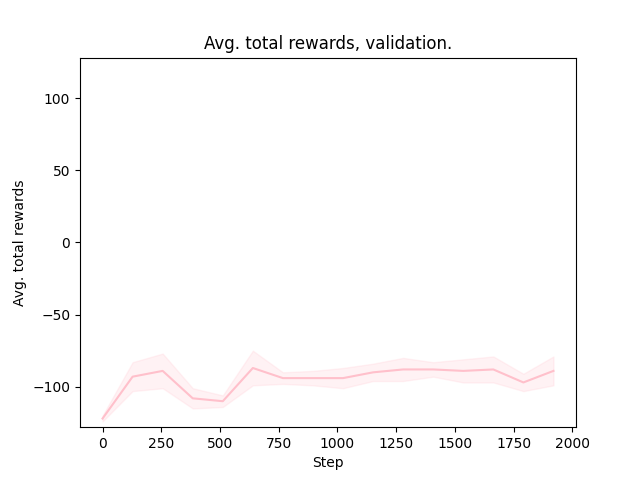 Avg. total rewards, validation.
100
50
0
−50
−100
Avg. total rewards
0 250 500 750 1000 1250 1500 1750 2000
Step